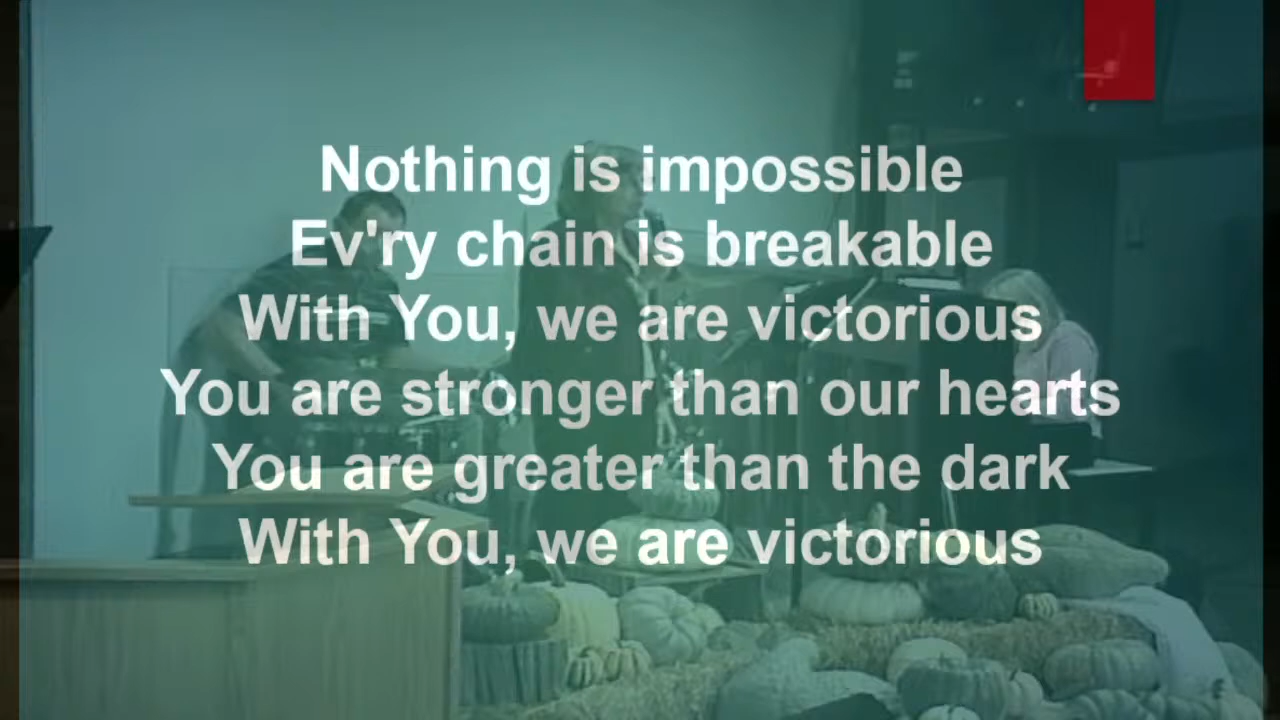 Nothing is impossible
Ev'ry chain is breakable
With You, we are victorious
You are stronger than our hearts
You are greater than the dark
With You, we are victorious